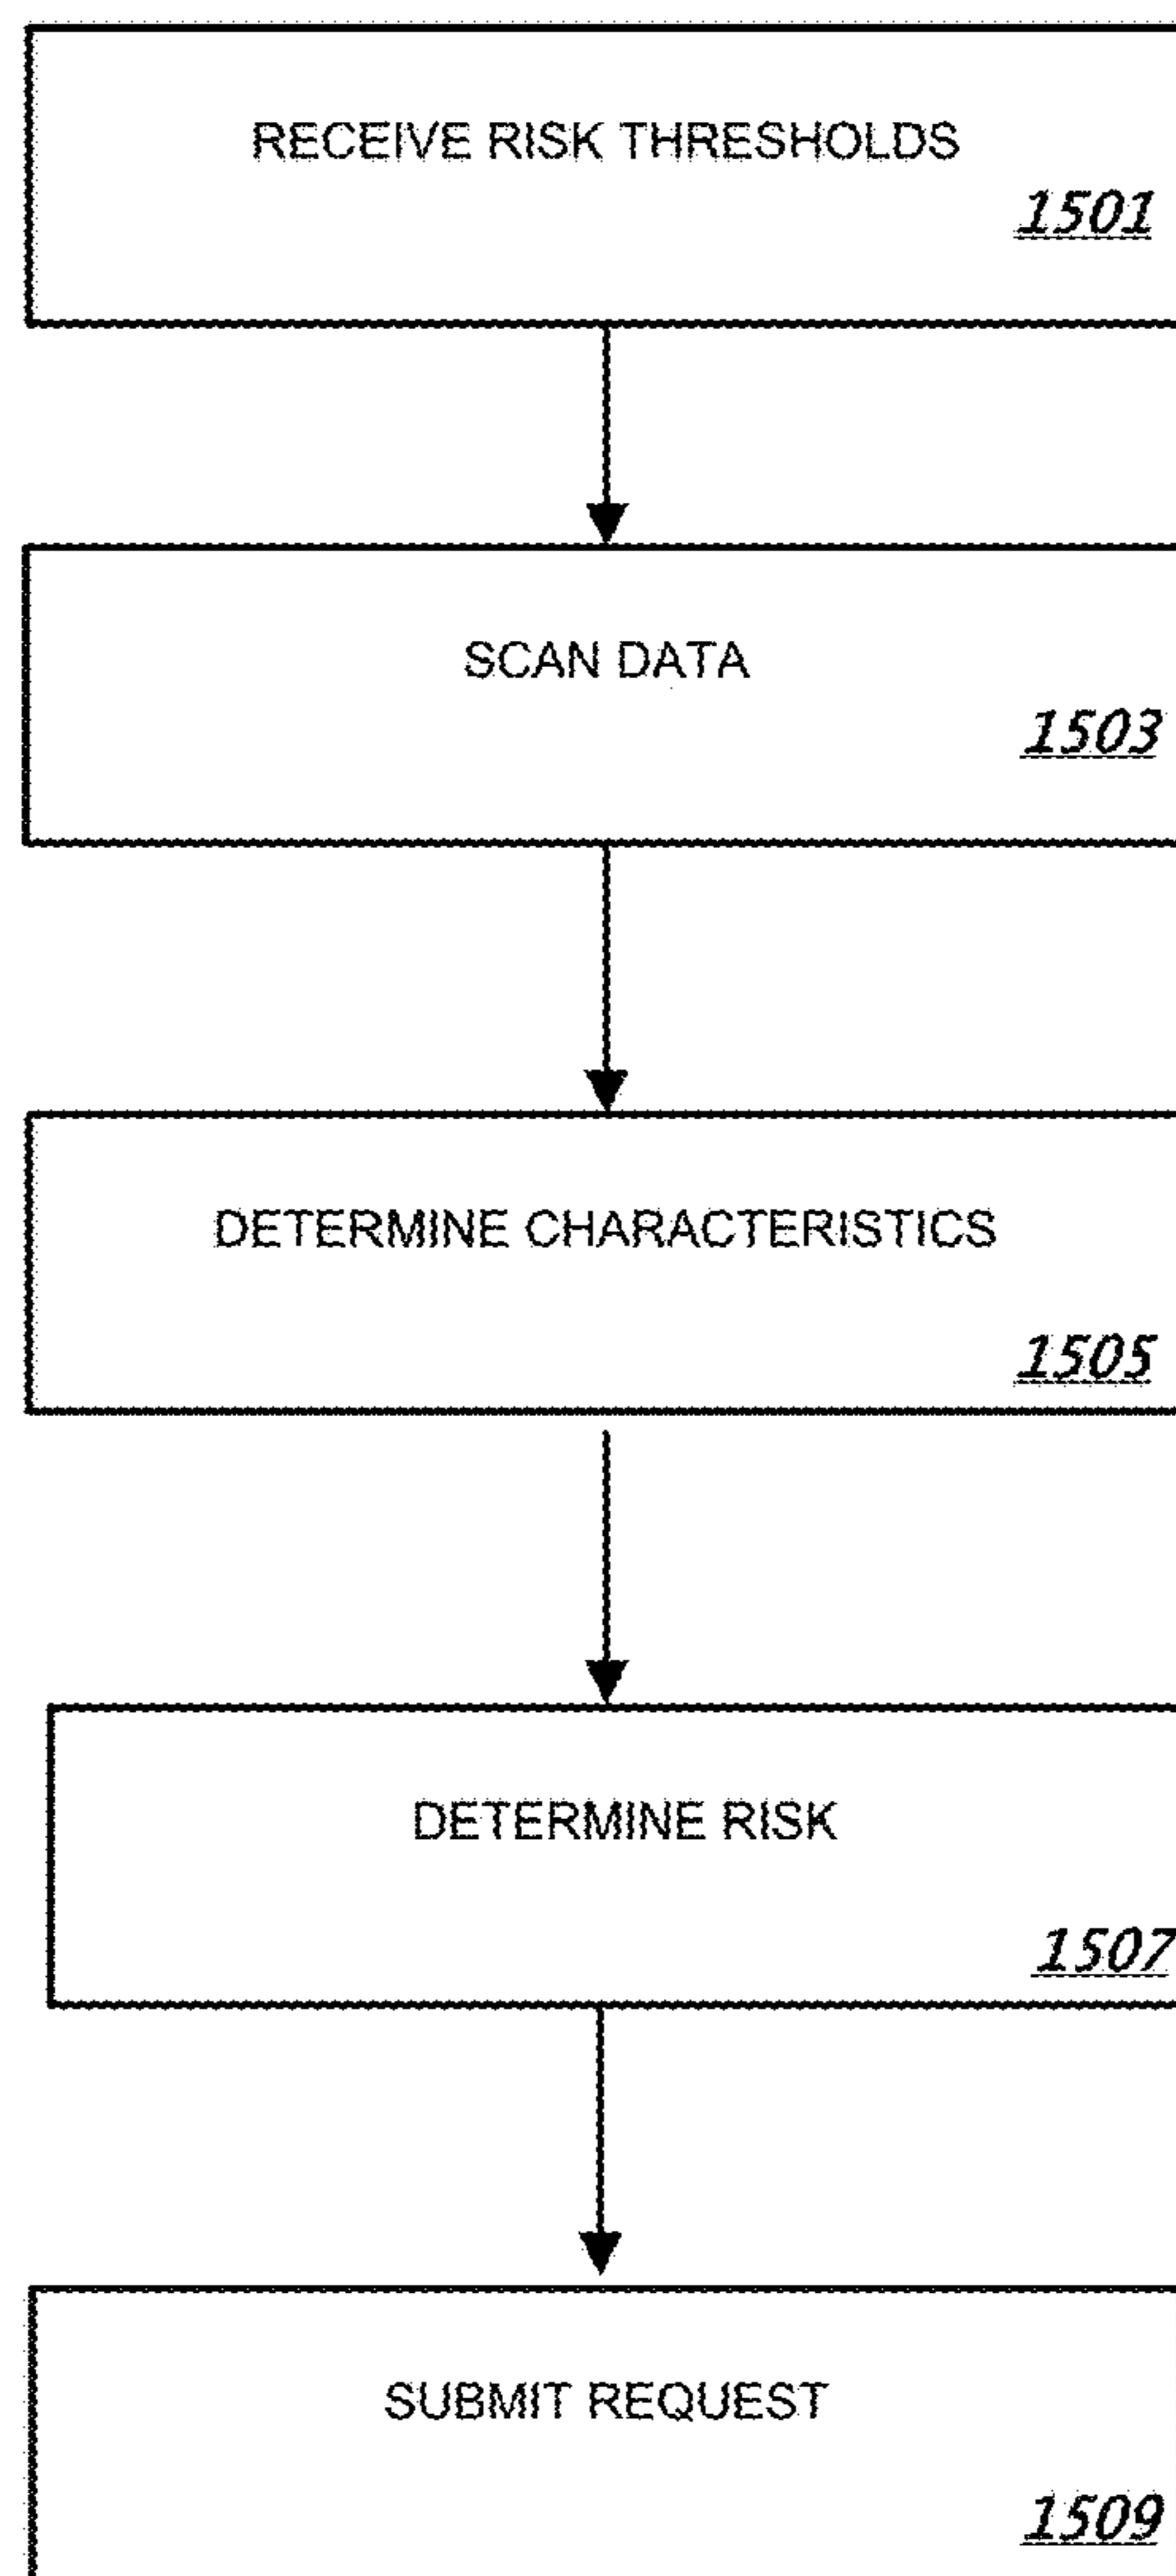 RECEIVE RISK THRESHOLDS
1501
SCAN DATA
1503
DETERMINE CHARACTERISTICS
1505
DETERMINE RISK
1507
SUBMIT REQUEST
1509